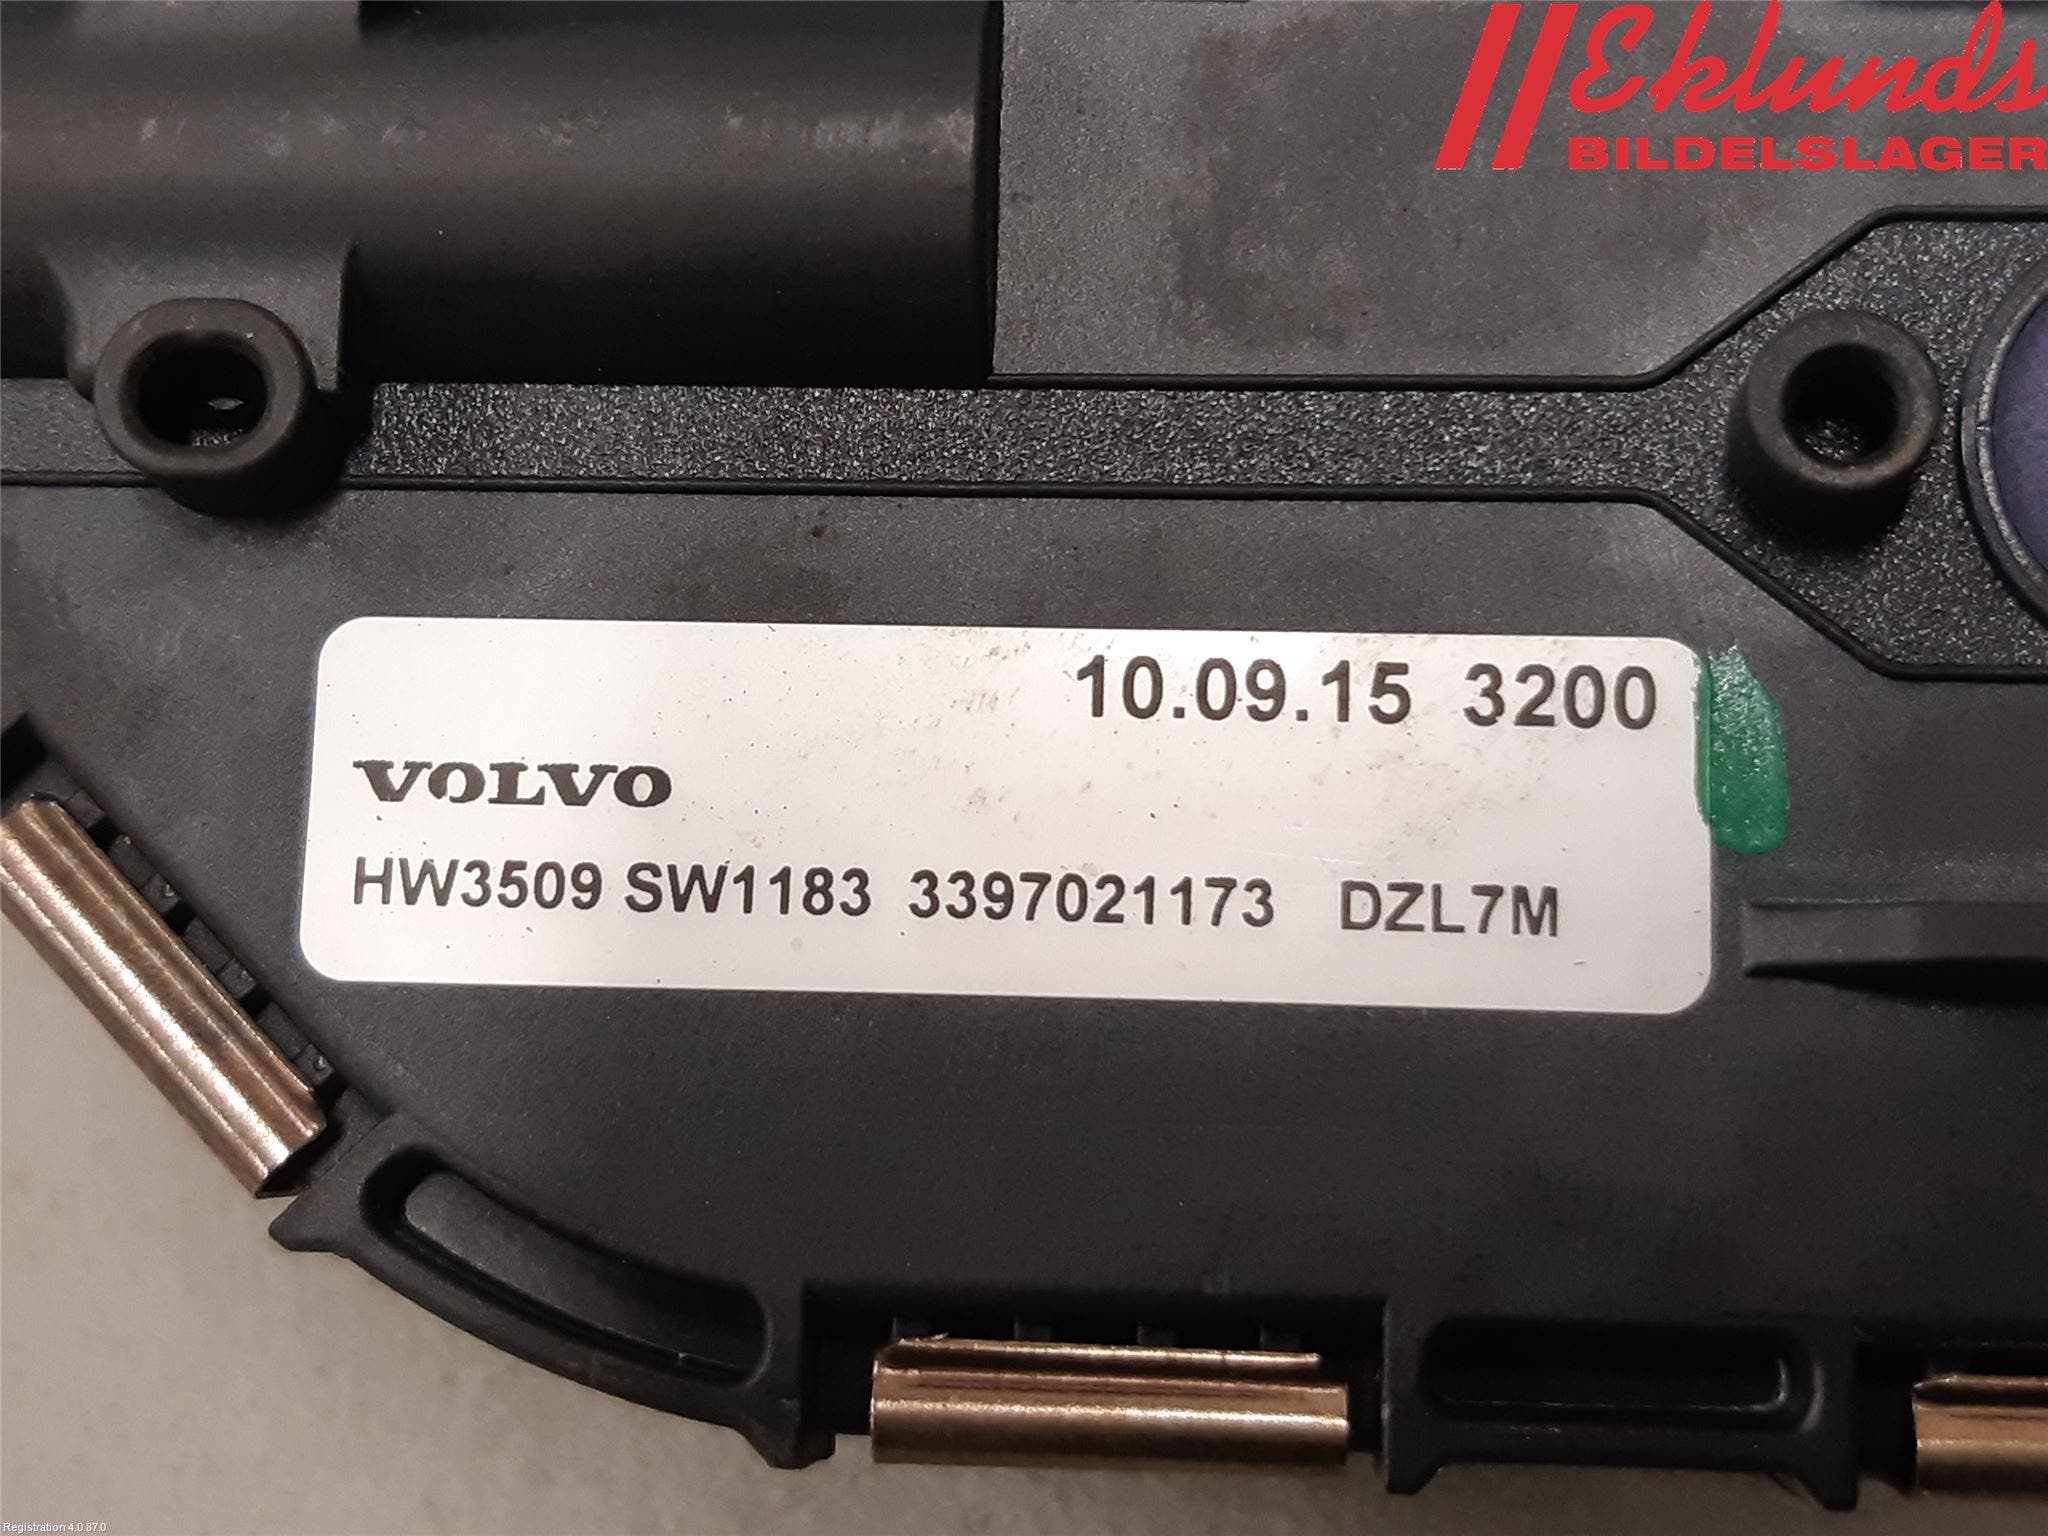 Eklunds
BILDELSLAGER
10.09.15 3200
VOLVO
HW3509 SW1183 3397021173 DZL7M
Registration 4.0.87.0